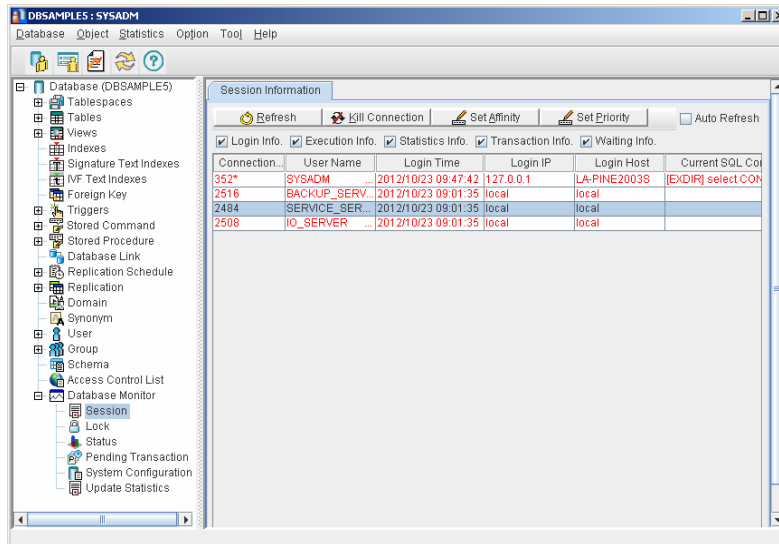 DBSAMPLE5 : SYSADM
Database Object Statistics Option Tool Help
Database (DBSAMPLE5)
Tablespaces
Tables
Views
Indexes
Signature Text Indexes
IVF Text Indexes
Foreign Key
Triggers
Stored Command
Stored Procedure
Database Link
Replication Schedule
Replication
Domain
Synonym
User
Group
Schema
Access Control List
Database Monitor
Session
Lock
Status
Pending Transaction
System Configuration
Update Statistics
Session Information
Refresh Kill Connection Set Affinity Set Priority Auto Refresh
Login Info. Execution Info. Statistics Info. Transaction Info. Waiting Info.
Connection... User Name Login Time Login IP Login Host Current SQL Co
352* SYSADM ... 2012/10/23 09:47:42 127.0.0.1 LA-PINE2003S [EXDIR] select CON
2516 BACKUP_SERV... 2012/10/23 09:01:35 local local
2484 SERVICE_SER... 2012/10/23 09:01:35 local local
2508 IO_SERVER ... 2012/10/23 09:01:35 local local